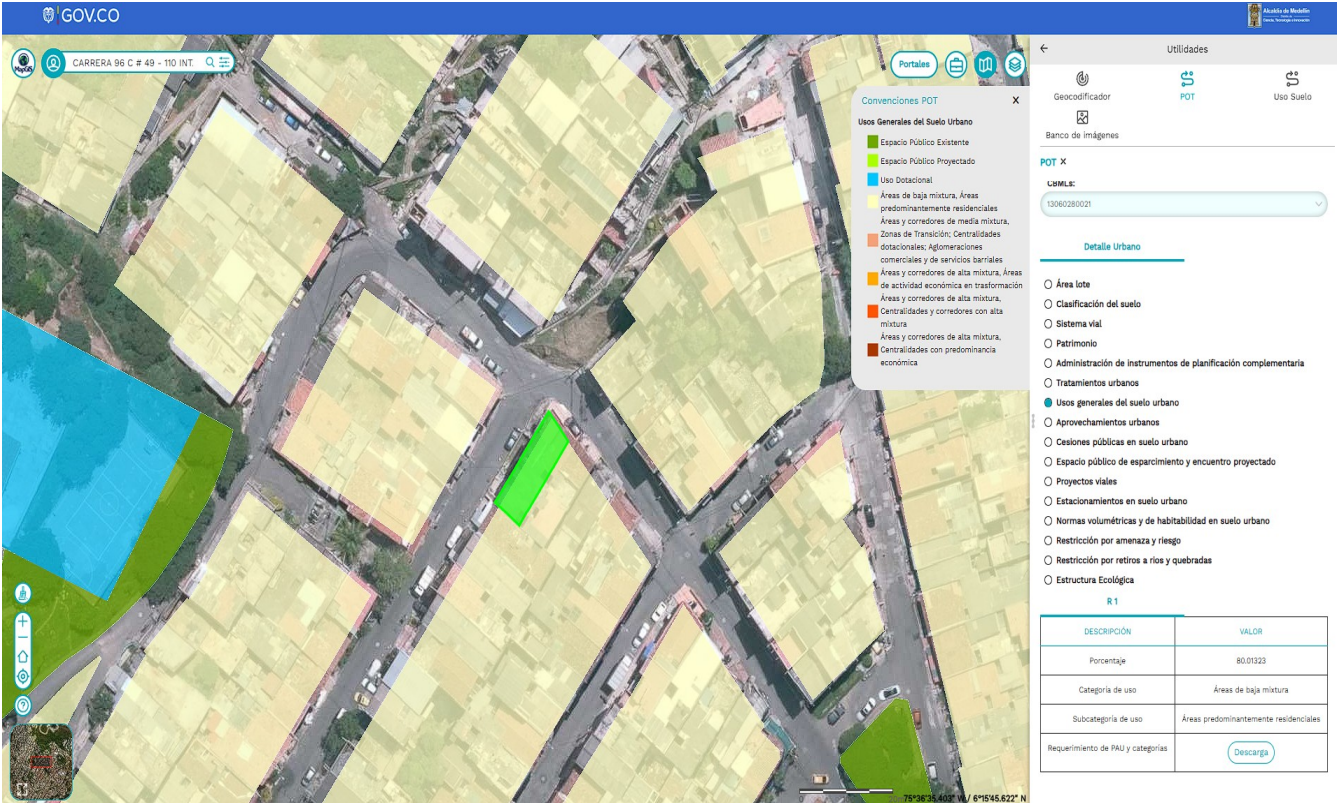 GOV.CO
Alcaldía de Medellín
Ciencia, Tecnología e Innovación
MapGIS
CARRERA 96 C # 49 - 110 INT.
Portales
Convenciones POT
X
Usos Generales del Suelo Urbano
Espacio Público Existente
Espacio Público Proyectado
Uso Dotacional
Áreas de baja mixtura, Áreas
predominantemente residenciales
Áreas y corredores de media mixtura,
Zonas de Transición; Centralidades
dotacionales; Aglomeraciones
comerciales y de servicios barriales
Áreas y corredores de alta mixtura, Áreas
de actividad económica en trasformación
Áreas y corredores de alta mixtura,
Centralidades y corredores con alta
mixtura
Áreas y corredores de alta mixtura,
Centralidades con predominancia
económica
75°36'35.403" W / 6°15'45.622" N
Utilidades
Geocodificador
POT
Uso Suelo
Banco de imágenes
POT X
CBMLs:
13060280021
Detalle Urbano
Área lote
Clasificación del suelo
Sistema vial
Patrimonio
Administración de instrumentos de planificación complementaria
Tratamientos urbanos
Usos generales del suelo urbano
Aprovechamientos urbanos
Cesiones públicas en suelo urbano
Espacio público de esparcimiento y encuentro proyectado
Proyectos viales
Estacionamientos en suelo urbano
Normas volumétricas y de habitabilidad en suelo urbano
Restricción por amenaza y riesgo
Restricción por retiros a rios y quebradas
Estructura Ecológica
R 1
DESCRIPCIÓN VALOR
Porcentaje 80.01323
Categoría de uso Áreas de baja mixtura
Subcategoría de uso Áreas predominantemente residenciales
Requerimiento de PAU y categorías Descarga